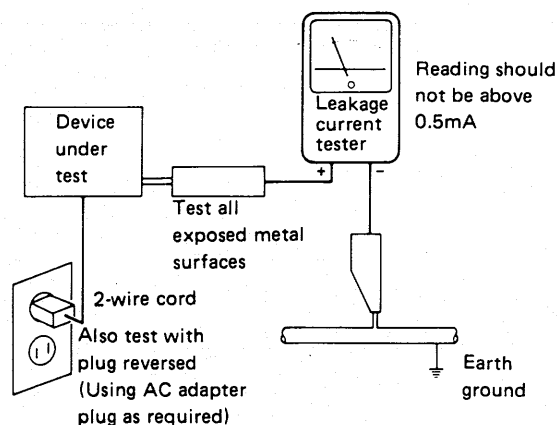 Reading should
not be above
0.5mA
Leakage
current
tester
+
−
Device
under
test
Test all
exposed metal
surfaces
2-wire cord
Also test with
plug reversed
(Using AC adapter
plug as required)
Earth
ground